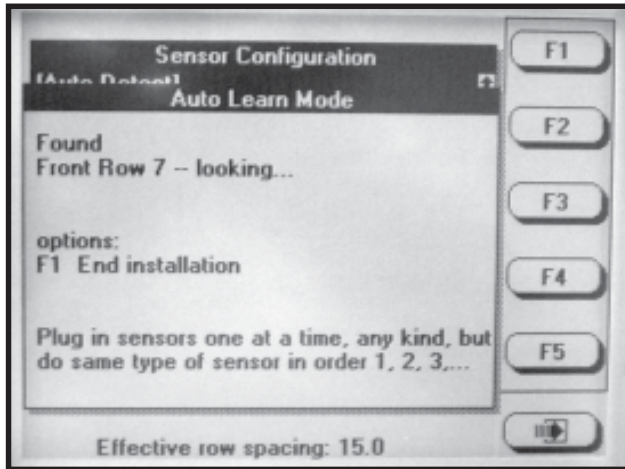 Sensor Configuration
[Auto Detect]
Auto Learn Mode
Found
Front Row 7 -- looking...
options:
F1 End installation
Plug in sensors one at a time, any kind, but
do same type of sensor in order 1, 2, 3,...
Effective row spacing: 15.0
F1
F2
F3
F4
F5